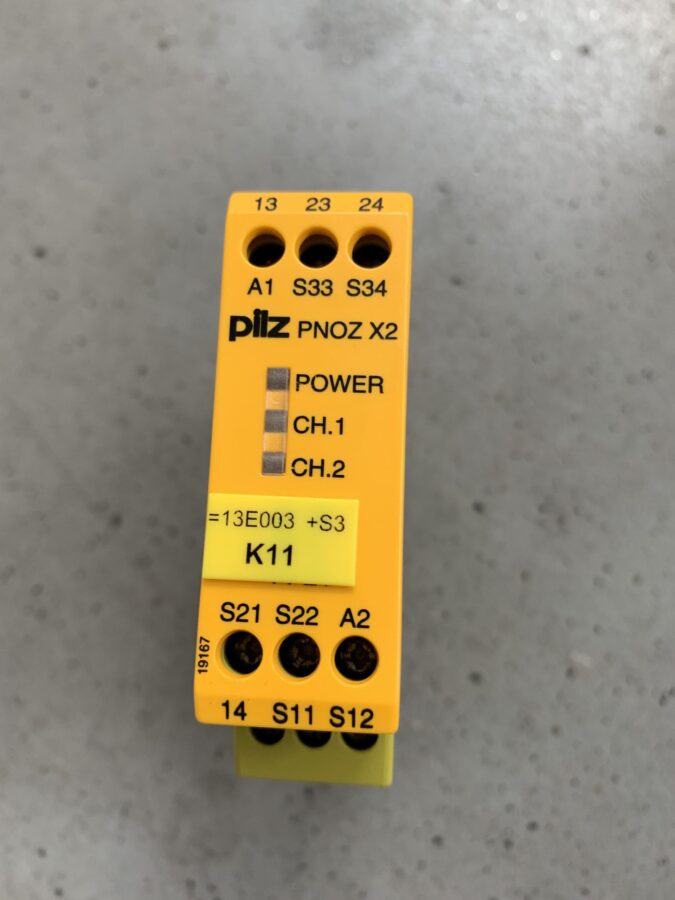 13 23 24
A1 S33 S34
pilz PNOZ X2
POWER
CH.1
CH.2
=13E003 +S3
K11
S21 S22 A2
19167
14 S11 S12